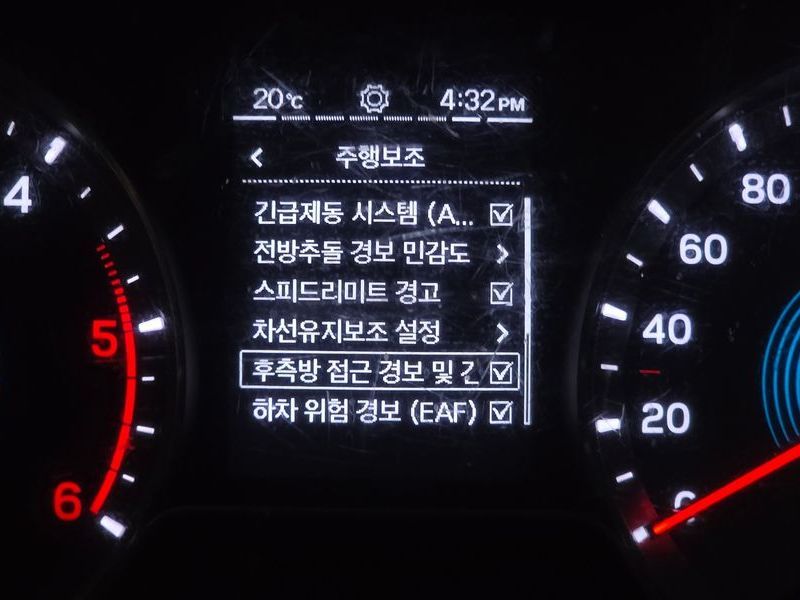 20℃ 4:32PM
< 주행보조
긴급제동 시스템 (A...
전방추돌 경보 민감도 >
스피드리미트 경고
차선유지보조 설정 >
후측방 접근 경보 및 긴
하차 위험 경보 (EAF)
4
5
6
80
60
40
20
0